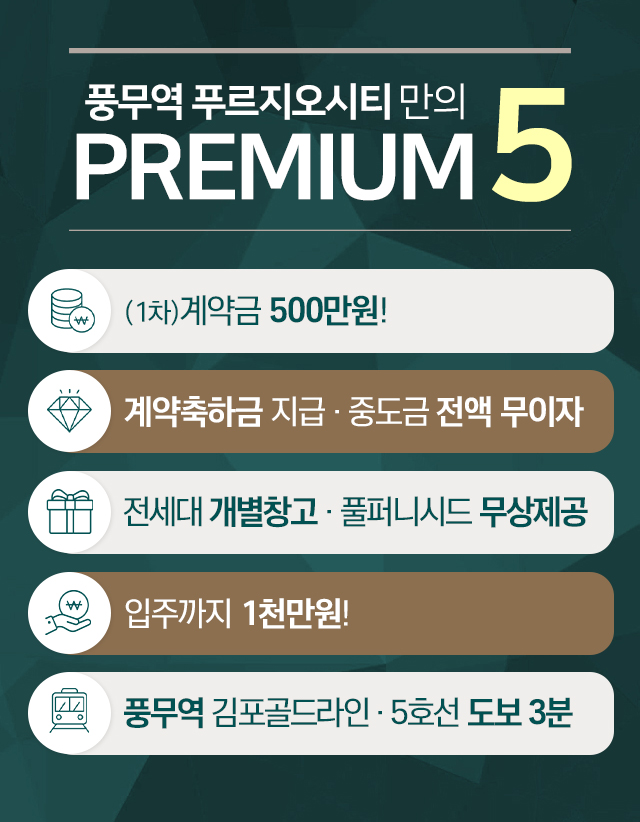 풍무역 푸르지오시티 만의
PREMIUM 5
(1차)계약금 500만원!
계약축하금 지급 · 중도금 전액 무이자
전세대 개별창고 · 풀퍼니시드 무상제공
입주까지 1천만원!
풍무역 김포골드라인 · 5호선 도보 3분